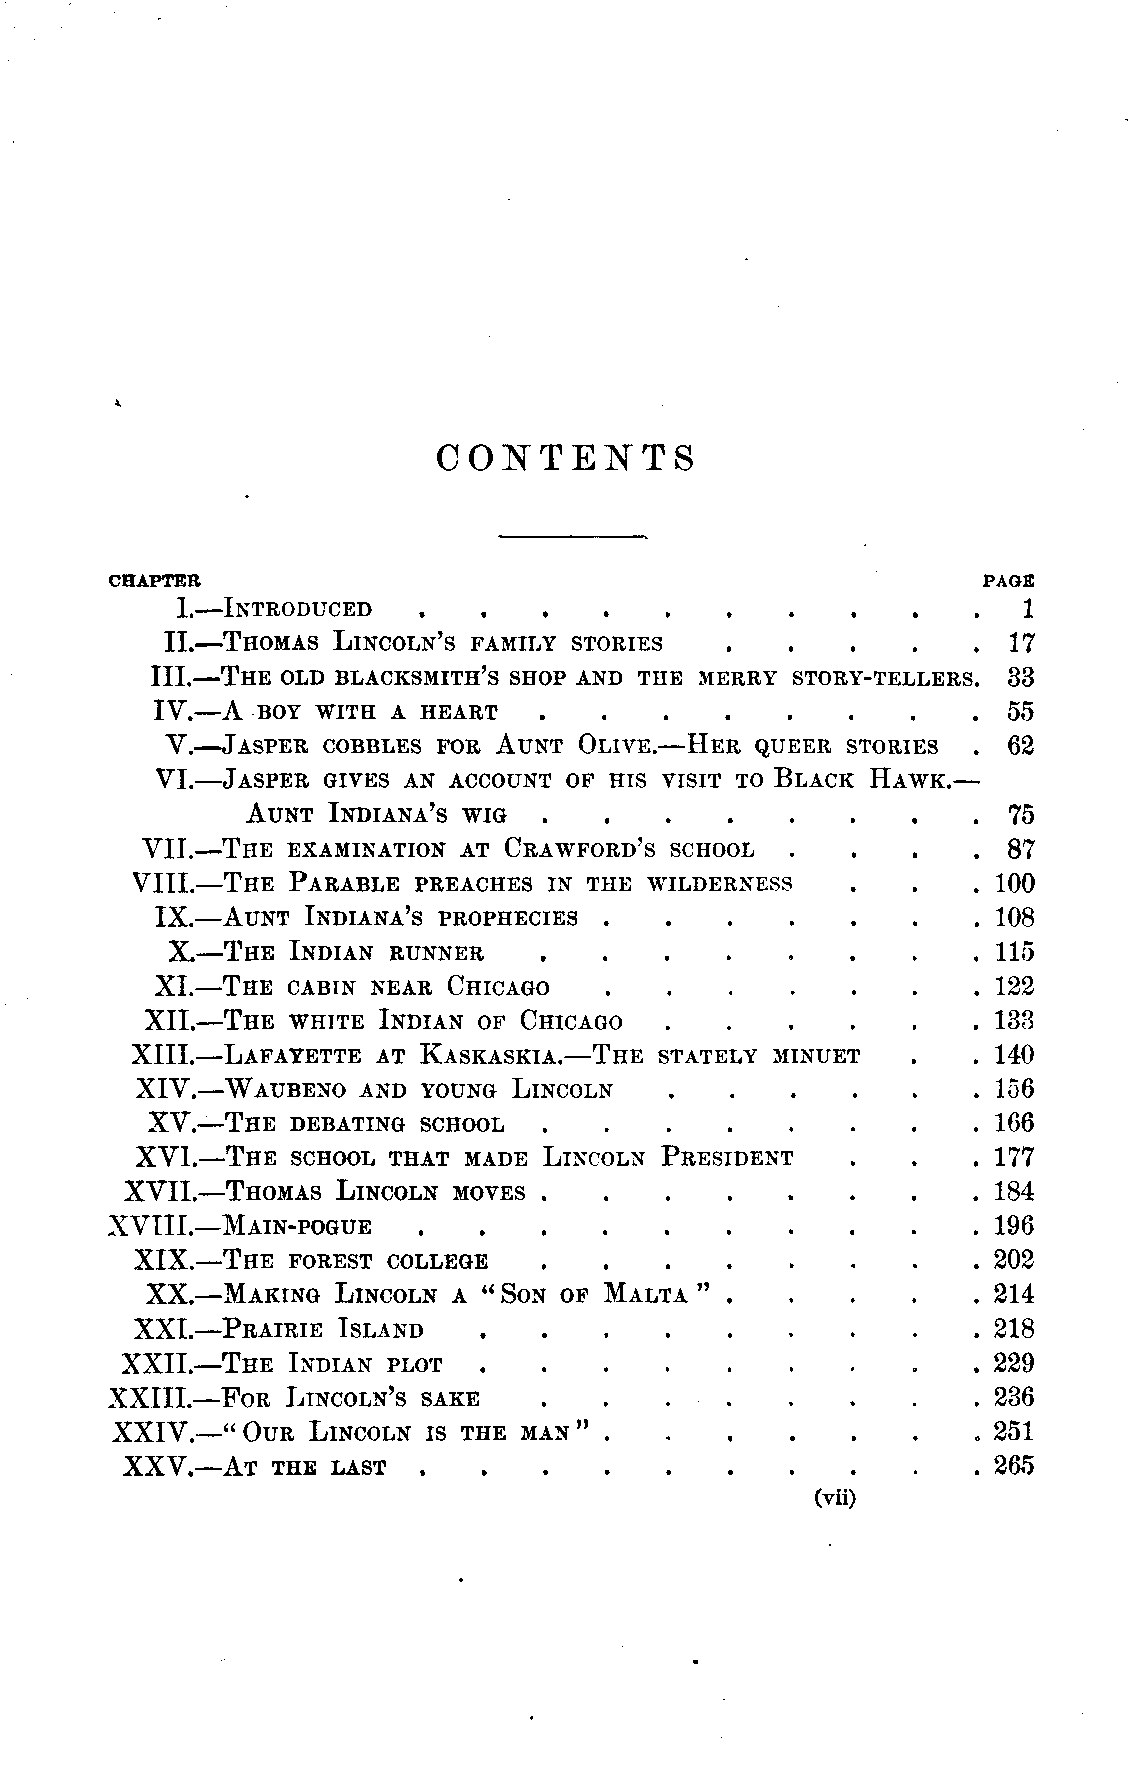 CONTENTS
CHAPTER PAGE
I.—Introduced . . . . . . . . . . 1
II.—Thomas Lincoln's family stories . . . . . 17
III.—The old blacksmith's shop and the merry story-tellers. 33
IV.—A boy with a heart . . . . . . . . 55
V.—Jasper cobbles for Aunt Olive.—Her queer stories . 62
VI.—Jasper gives an account of his visit to Black Hawk.—
Aunt Indiana's wig . . . . . . . . 75
VII.—The examination at Crawford's school . . . . 87
VIII.—The Parable preaches in the wilderness . . . 100
IX.—Aunt Indiana's prophecies . . . . . . . 108
X.—The Indian runner . . . . . . . . 115
XI.—The cabin near Chicago . . . . . . . 122
XII.—The white Indian of Chicago . . . . . . 133
XIII.—Lafayette at Kaskaskia.—The stately minuet . . 140
XIV.—Waubeno and young Lincoln . . . . . . 156
XV.—The debating school . . . . . . . . 166
XVI.—The school that made Lincoln President . . . 177
XVII.—Thomas Lincoln moves . . . . . . . . 184
XVIII.—Main-pogue . . . . . . . . . . 196
XIX.—The forest college . . . . . . . . 202
XX.—Making Lincoln a "Son of Malta" . . . . . 214
XXI.—Prairie Island . . . . . . . . . 218
XXII.—The Indian plot . . . . . . . . . 229
XXIII.—For Lincoln's sake . . . . . . . . 236
XXIV.—"Our Lincoln is the man" . . . . . . . 251
XXV.—At the last . . . . . . . . . . 265
(vii)